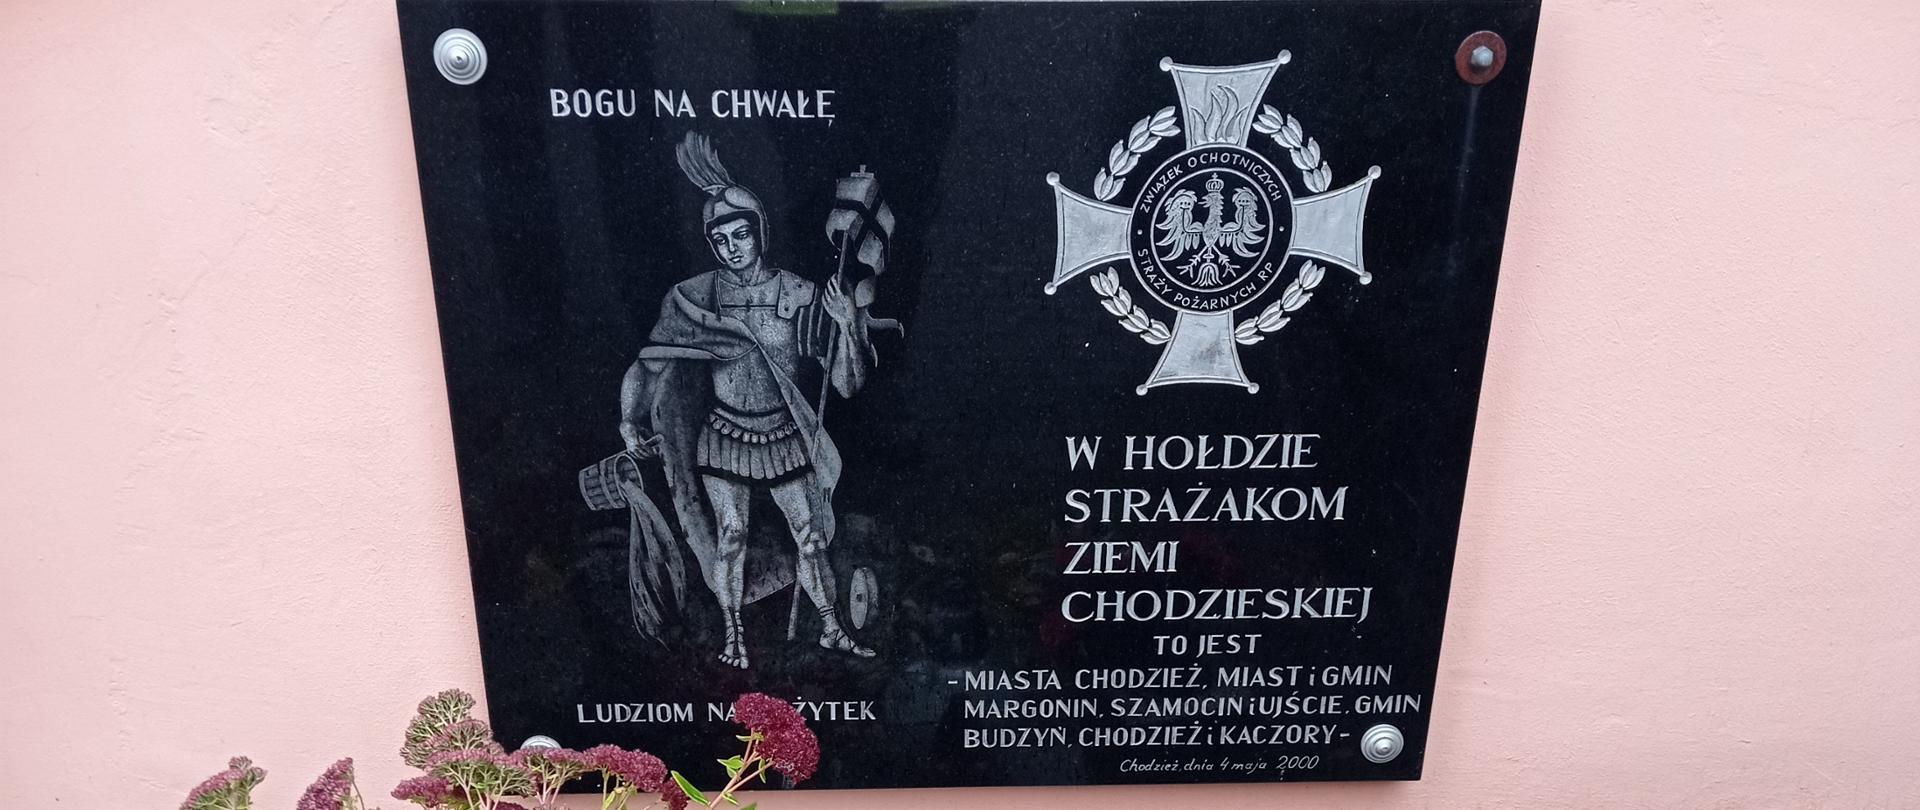 BOGU NA CHWAŁĘ
LUDZIOM NA ŻYTEK
ZWIĄZEK OCHOTNICZYCH
STRAŻY POŻARNYCH RP
W HOŁDZIE
STRAŻAKOM
ZIEMI
CHODZIESKIEJ
TO JEST
-MIASTA CHODZIEŻ, MIAST i GMIN
MARGONIN, SZAMOCIN i UJŚCIE, GMIN
BUDZYŃ, CHODZIEŻ i KACZORY-
Chodzież, dnia 4 maja 2000